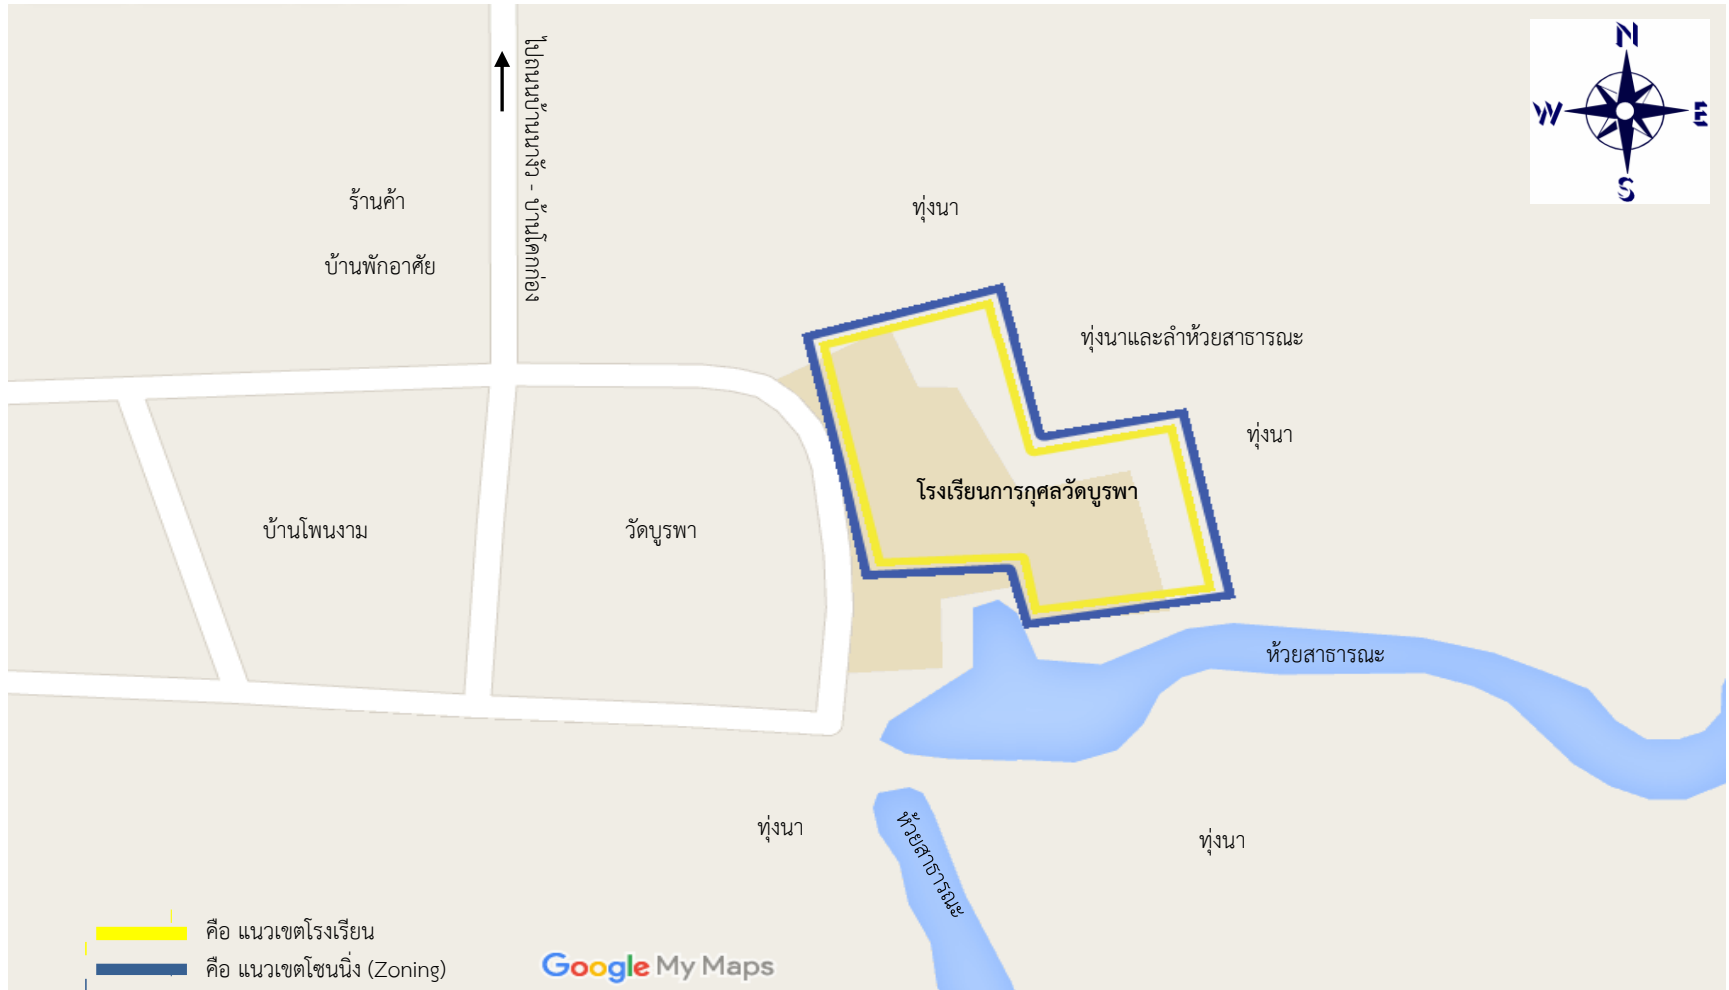 N
W E
S
ไปถนนบ้านนางัว - บ้านโคกก่อง
ร้านค้า
ทุ่งนา
บ้านพักอาศัย
ทุ่งนาและลำห้วยสาธารณะ
ทุ่งนา
โรงเรียนการกุศลวัดบูรพา
บ้านโพนงาม
วัดบูรพา
ห้วยสาธารณะ
ทุ่งนา
ห้วยสาธารณะ
ทุ่งนา
คือ แนวเขตโรงเรียน
คือ แนวเขตโซนนิ่ง (Zoning)
Google My Maps